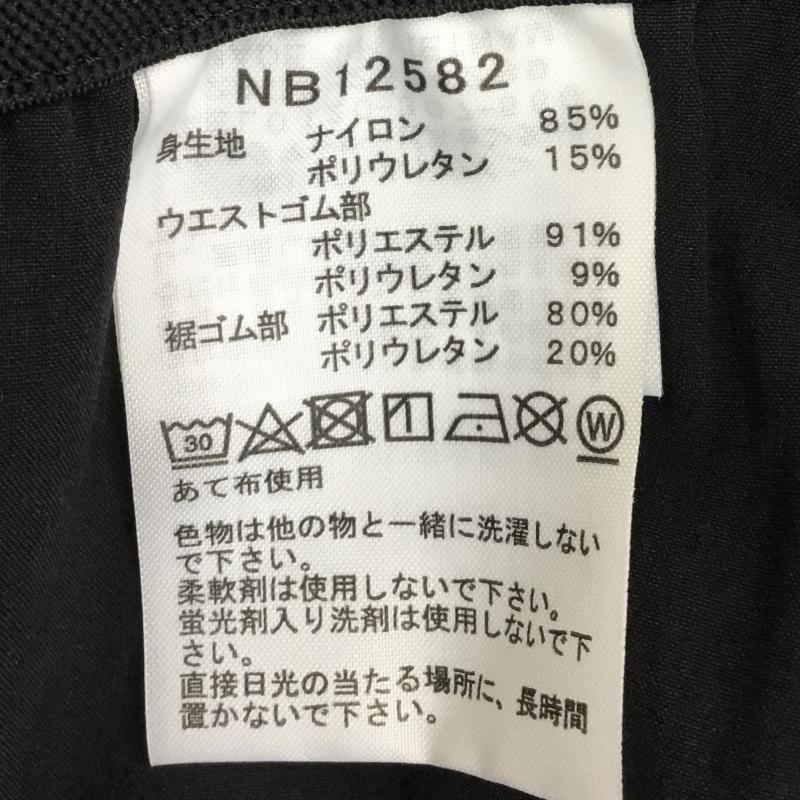 NB12582
身生地 ナイロン 85%
ポリウレタン 15%
ウエストゴム部
ポリエステル 91%
ポリウレタン 9%
裾ゴム部 ポリエステル 80%
ポリウレタン 20%
30 W
あて布使用
色物は他の物と一緒に洗濯しない
で下さい。
柔軟剤は使用しないで下さい。
蛍光剤入り洗剤は使用しないで下
さい。
直接日光の当たる場所に、長時間
置かないで下さい。